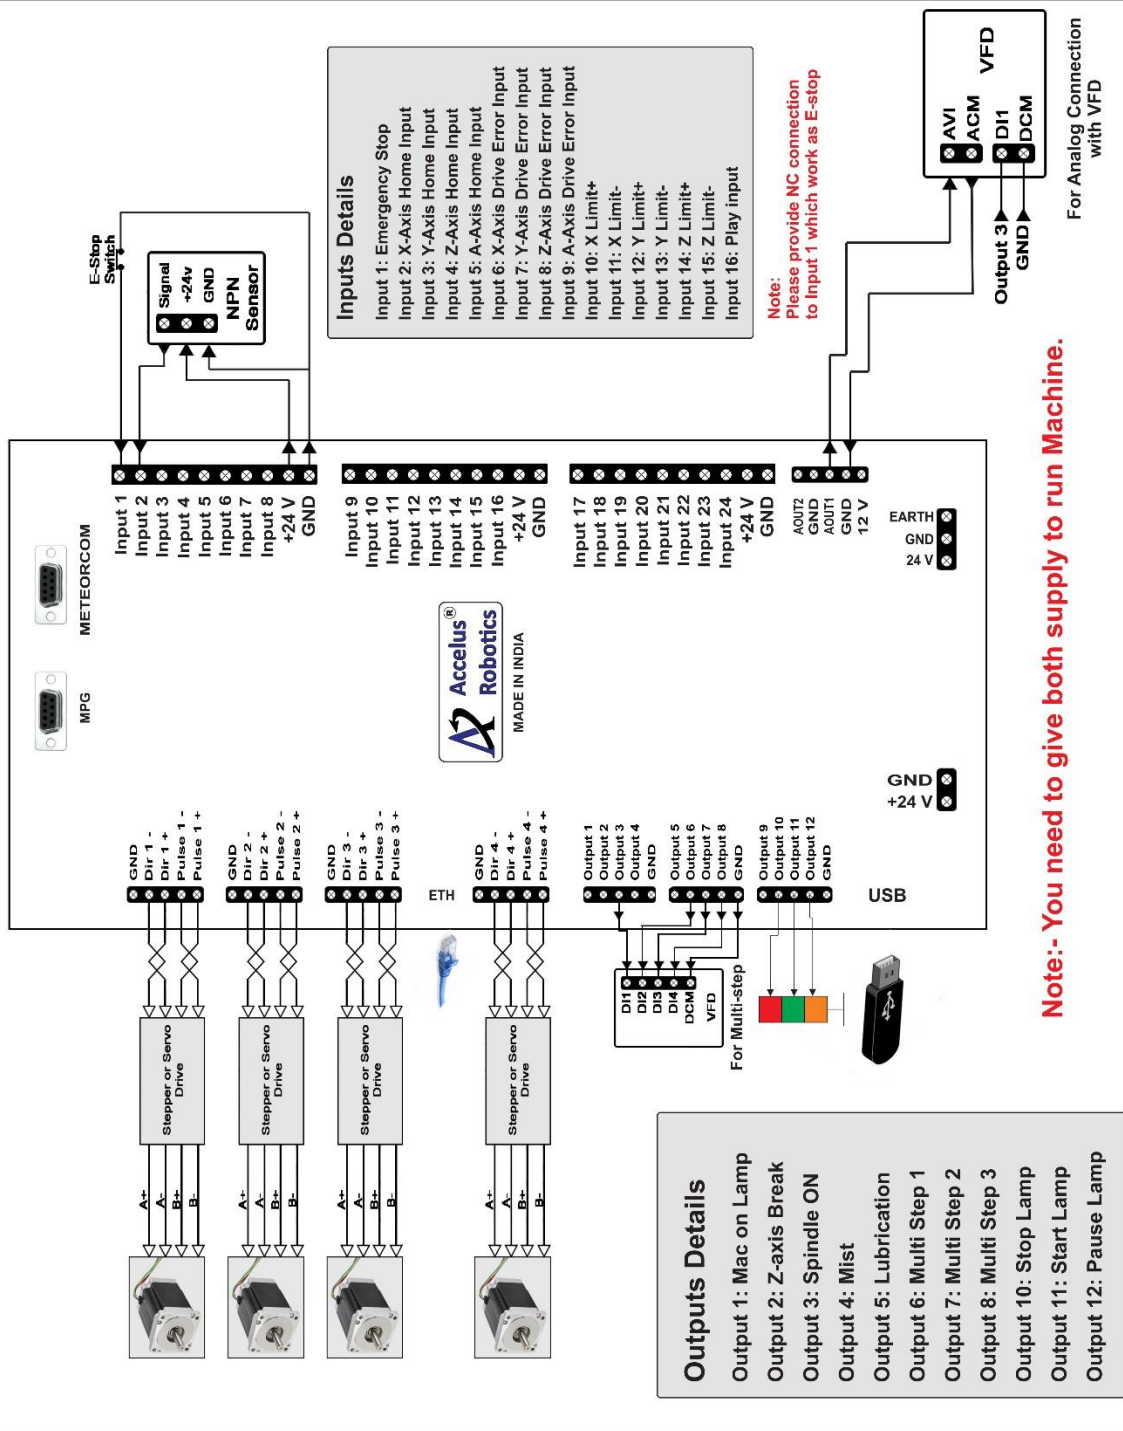 METEORCOM
MPG
E-Stop
Switch
Signal
+24v
GND
NPN
Sensor
Input 1
Input 2
Input 3
Input 4
Input 5
Input 6
Input 7
Input 8
+24 V
GND
Input 9
Input 10
Input 11
Input 12
Input 13
Input 14
Input 15
Input 16
+24 V
GND
Input 17
Input 18
Input 19
Input 20
Input 21
Input 22
Input 23
Input 24
+24 V
GND
AOUT2
GND
AOUT1
GND
12 V
EARTH
GND
24 V
Inputs Details
Input 1: Emergency Stop
Input 2: X-Axis Home Input
Input 3: Y-Axis Home Input
Input 4: Z-Axis Home Input
Input 5: A-Axis Home Input
Input 6: X-Axis Drive Error Input
Input 7: Y-Axis Drive Error Input
Input 8: Z-Axis Drive Error Input
Input 9: A-Axis Drive Error Input
Input 10: X Limit+
Input 11: X Limit-
Input 12: Y Limit+
Input 13: Y Limit-
Input 14: Z Limit+
Input 15: Z Limit-
Input 16: Play input
Note:
Please provide NC connection
to Input 1 which work as E-stop
AVI
ACM
DI1
DCM
VFD
Output 3
GND
For Analog Connection
with VFD
Accelus®
Robotics
MADE IN INDIA
GND
+24 V
GND
Dir 1 -
Dir 1 +
Pulse 1 -
Pulse 1 +
GND
Dir 2 -
Dir 2 +
Pulse 2 -
Pulse 2 +
GND
Dir 3 -
Dir 3 +
Pulse 3 -
Pulse 3 +
ETH
GND
Dir 4 -
Dir 4 +
Pulse 4 -
Pulse 4 +
Output 1
Output 2
Output 3
Output 4
GND
Output 5
Output 6
Output 7
Output 8
GND
Output 9
Output 10
Output 11
Output 12
GND
USB
Stepper or Servo
Drive
Stepper or Servo
Drive
Stepper or Servo
Drive
Stepper or Servo
Drive
A+
A-
B+
B-
A+
A-
B+
B-
A+
A-
B+
B-
A+
A-
B+
B-
DI1
DI2
DI3
DI4
DCM
VFD
For Multi-step
Note:- You need to give both supply to run Machine.
Outputs Details
Output 1: Mac on Lamp
Output 2: Z-axis Break
Output 3: Spindle ON
Output 4: Mist
Output 5: Lubrication
Output 6: Multi Step 1
Output 7: Multi Step 2
Output 8: Multi Step 3
Output 10: Stop Lamp
Output 11: Start Lamp
Output 12: Pause Lamp